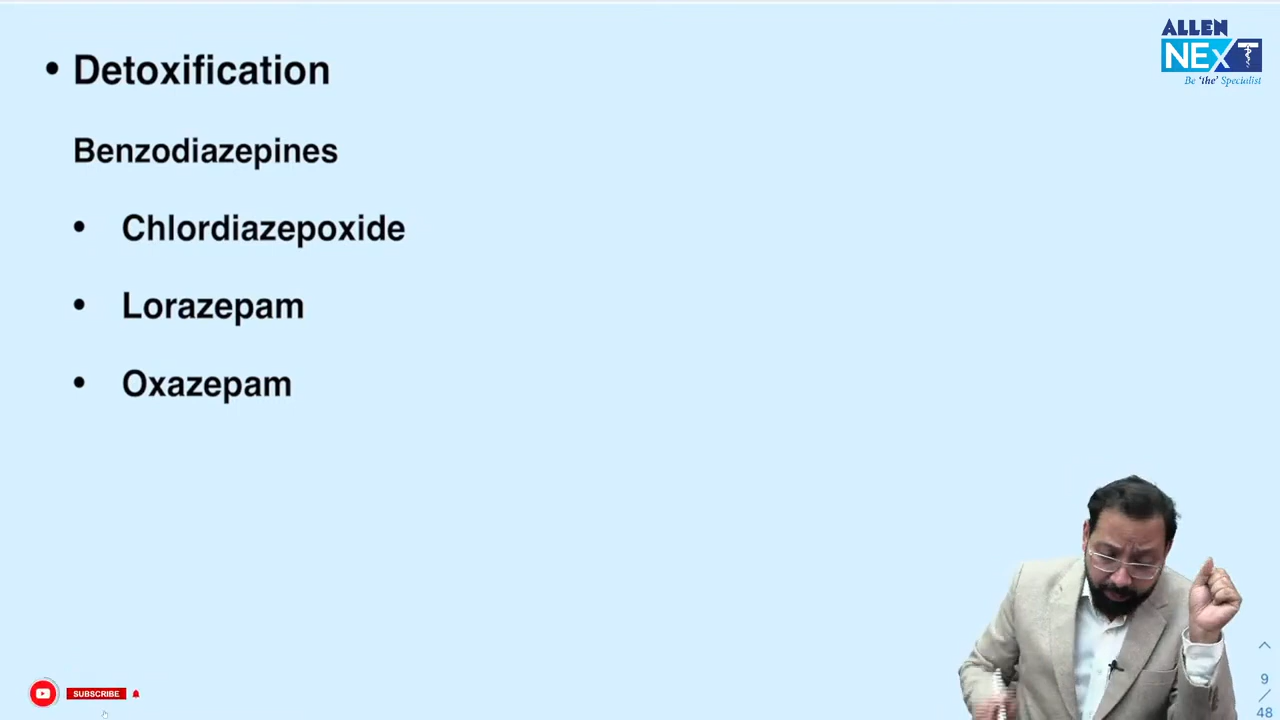 ALLEN
NEXT
Be 'the' Specialist
• Detoxification
Benzodiazepines
• Chlordiazepoxide
• Lorazepam
• Oxazepam
SUBSCRIBE
9
/
48